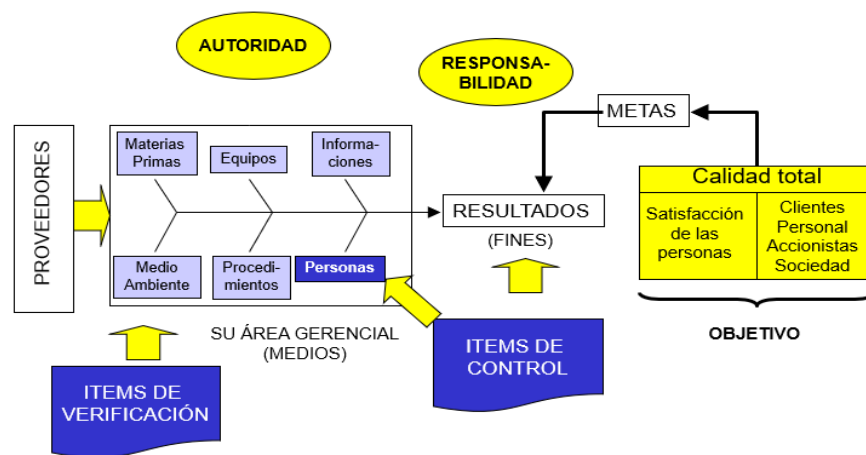 AUTORIDAD
RESPONSA-
BILIDAD
METAS
PROVEEDORES
Materias
Primas
Equipos
Informa-
ciones
Medio
Ambiente
Procedi-
mientos
Personas
RESULTADOS
(FINES)
Calidad total
Satisfacción
de las
personas
Clientes
Personal
Accionistas
Sociedad
OBJETIVO
SU ÁREA GERENCIAL
(MEDIOS)
ITEMS DE
CONTROL
ITEMS DE
VERIFICACIÓN